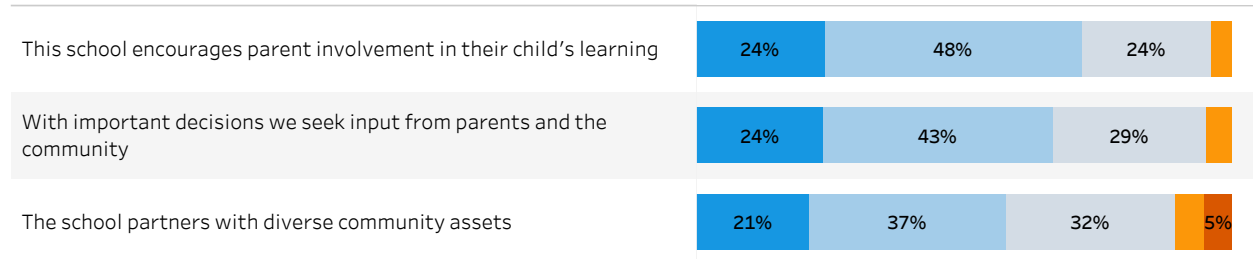 This school encourages parent involvement in their child's learning
24% 48% 24%
With important decisions we seek input from parents and the
community
24% 43% 29%
The school partners with diverse community assets
21% 37% 32% 5%